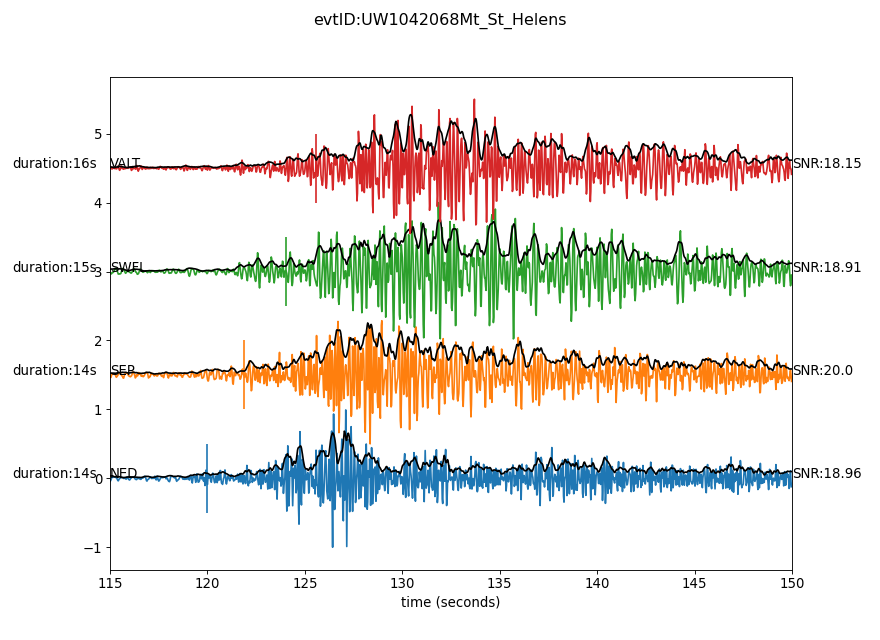 evtID:UW1042068Mt_St_Helens
5
duration:16s VALT SNR:18.15
4
duration:15s SWFL SNR:18.91
3
2
duration:14s SEP SNR:20.0
1
duration:14s NED SNR:18.96
0
−1
115 120 125 130 135 140 145 150
time (seconds)